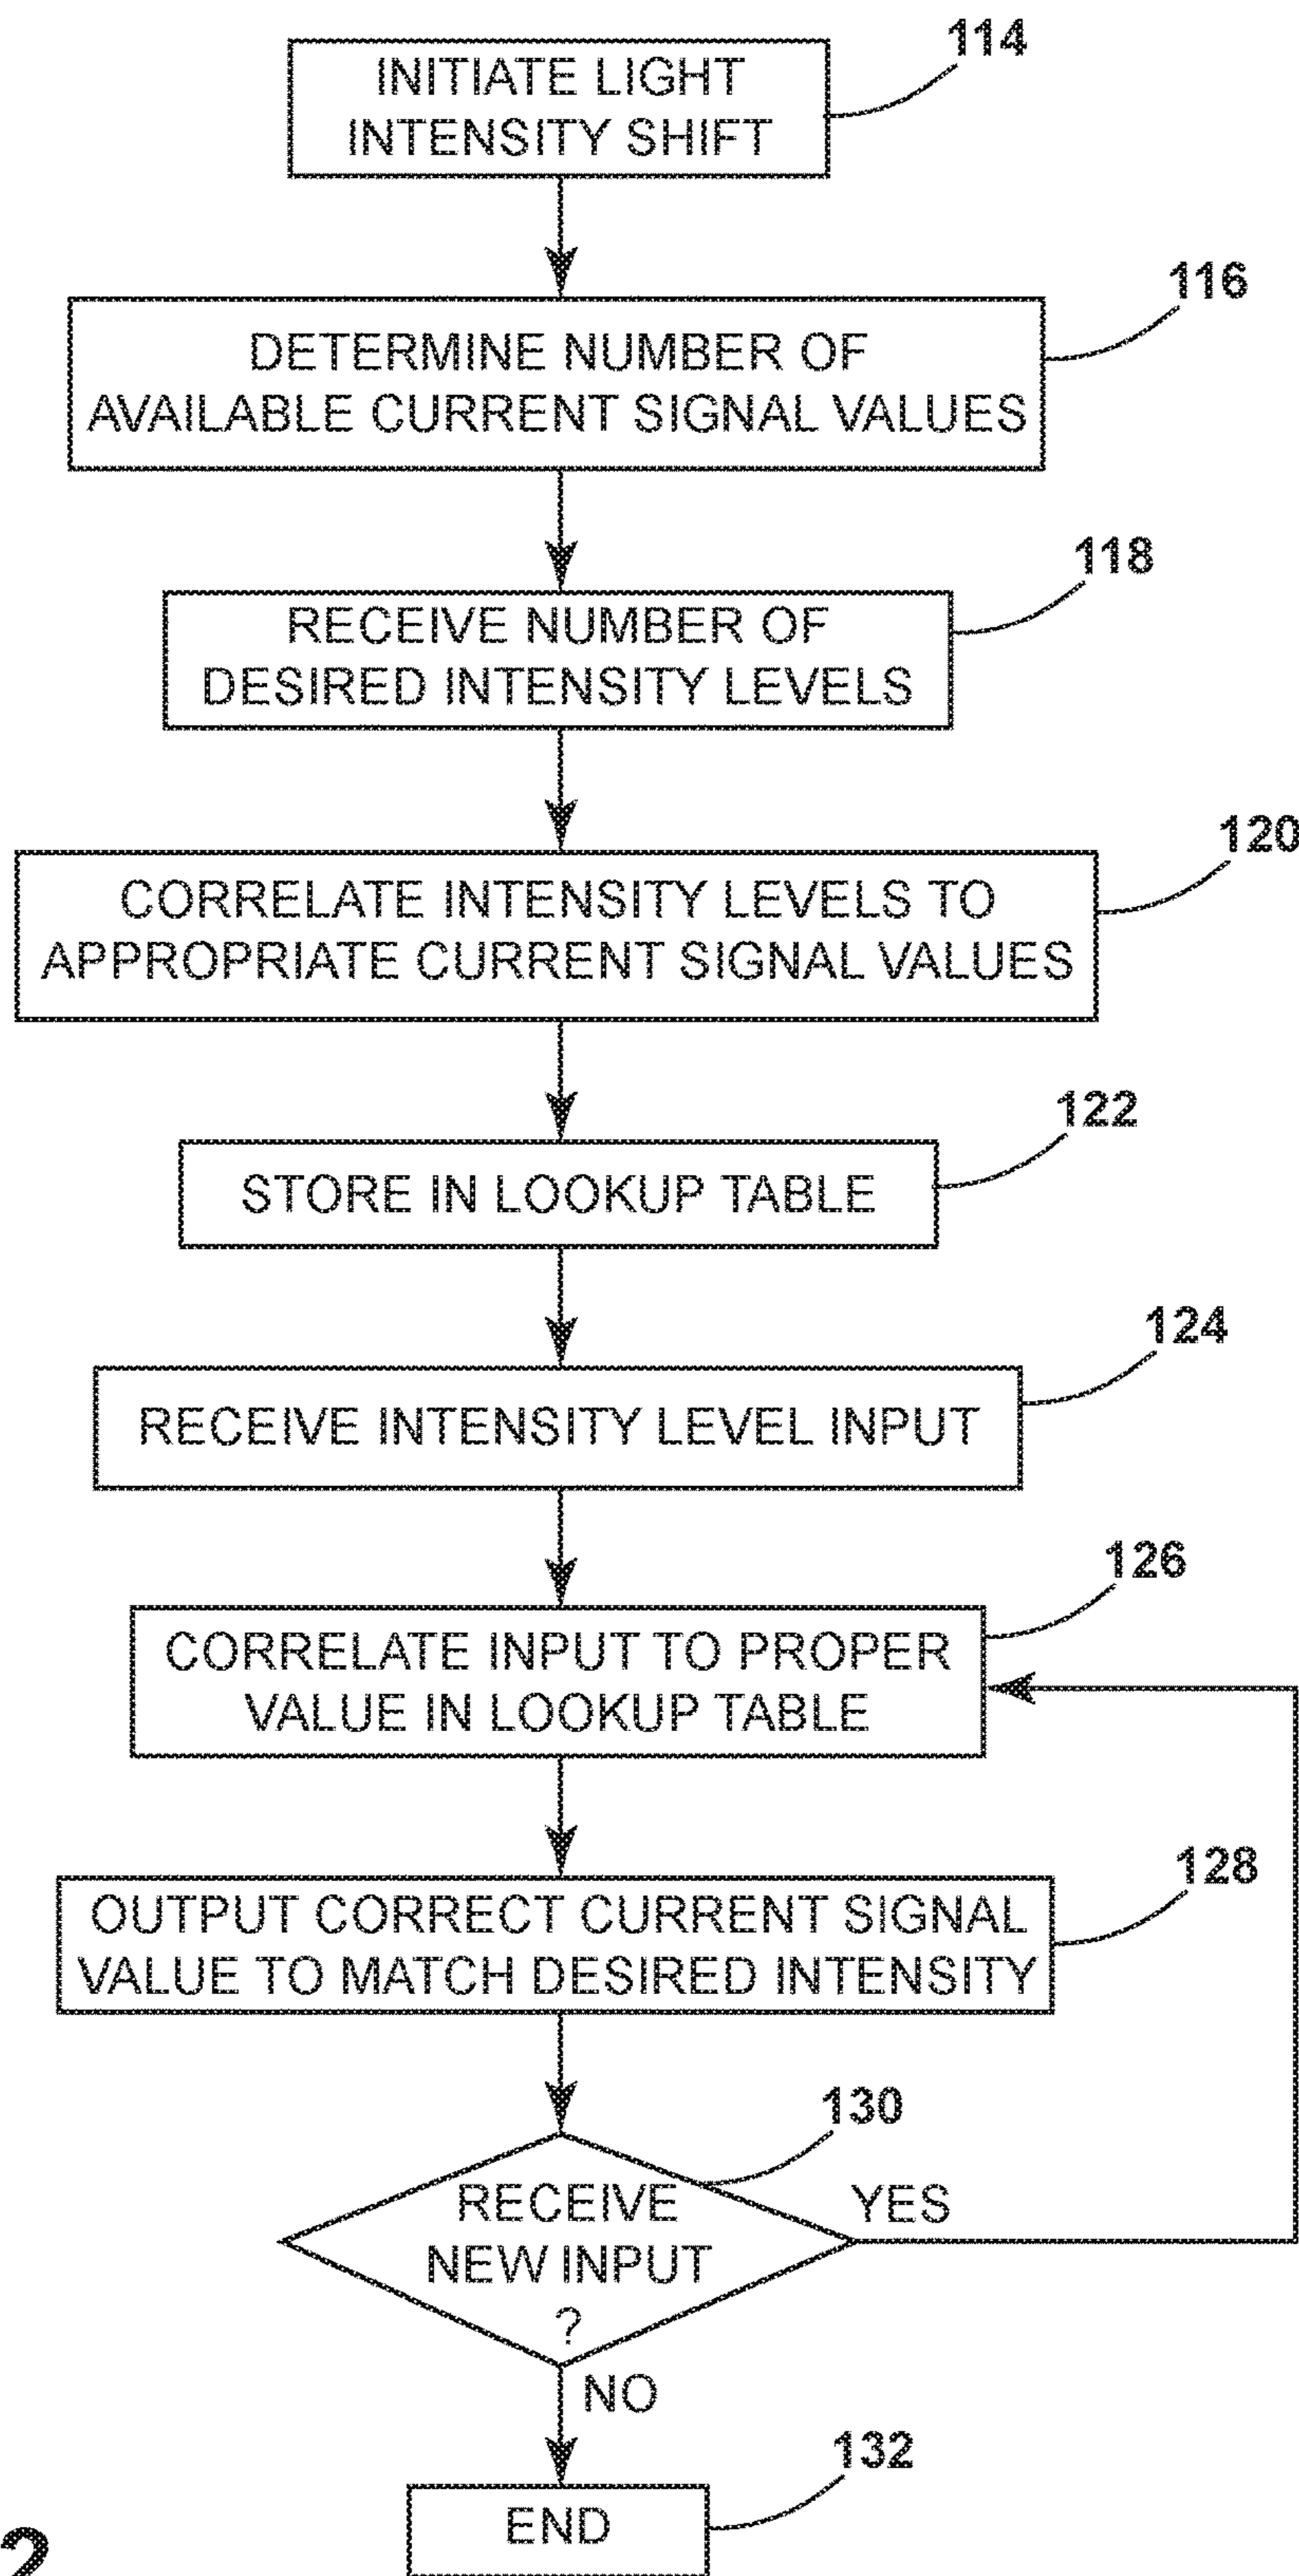 114
INITIATE LIGHT
INTENSITY SHIFT
116
DETERMINE NUMBER OF
AVAILABLE CURRENT SIGNAL VALUES
118
RECEIVE NUMBER OF
DESIRED INTENSITY LEVELS
120
CORRELATE INTENSITY LEVELS TO
APPROPRIATE CURRENT SIGNAL VALUES
122
STORE IN LOOKUP TABLE
124
RECEIVE INTENSITY LEVEL INPUT
126
CORRELATE INPUT TO PROPER
VALUE IN LOOKUP TABLE
128
OUTPUT CORRECT CURRENT SIGNAL
VALUE TO MATCH DESIRED INTENSITY
130
RECEIVE
NEW INPUT
?
YES
NO
132
END
2